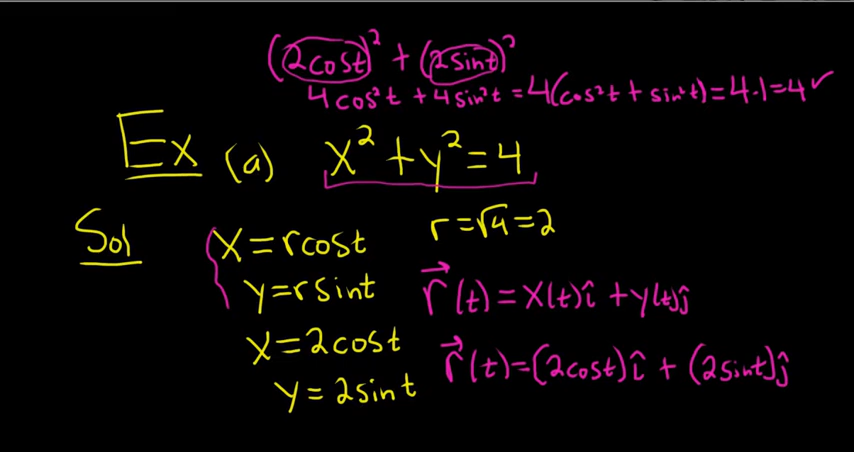 (2cost)² + (2sint)²
4cos²t + 4sin²t = 4(cos²t + sin²t) = 4·1 = 4 ✓
Ex (a) x² + y² = 4
Sol x = rcost r = √4 = 2
y = rsint r⃗(t) = x(t)î + y(t)ĵ
x = 2cost r⃗(t) = (2cost)î + (2sint)ĵ
y = 2sint